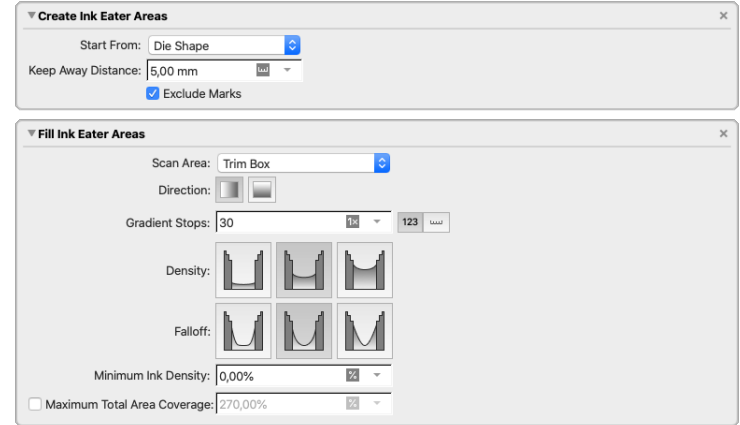 Create Ink Eater Areas
Start From: Die Shape
Keep Away Distance: 5,00 mm
Exclude Marks
Fill Ink Eater Areas
Scan Area: Trim Box
Direction:
Gradient Stops: 30 1x 123
Density:
Falloff:
Minimum Ink Density: 0,00% %
Maximum Total Area Coverage: 270,00% %